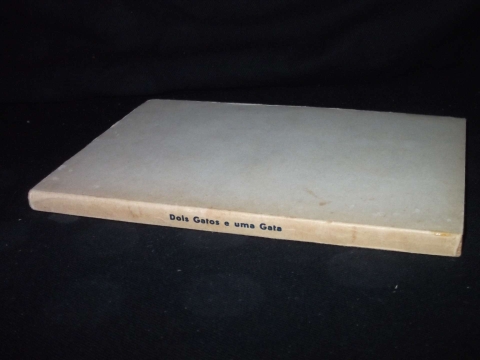 Dois Gatos e uma Gata